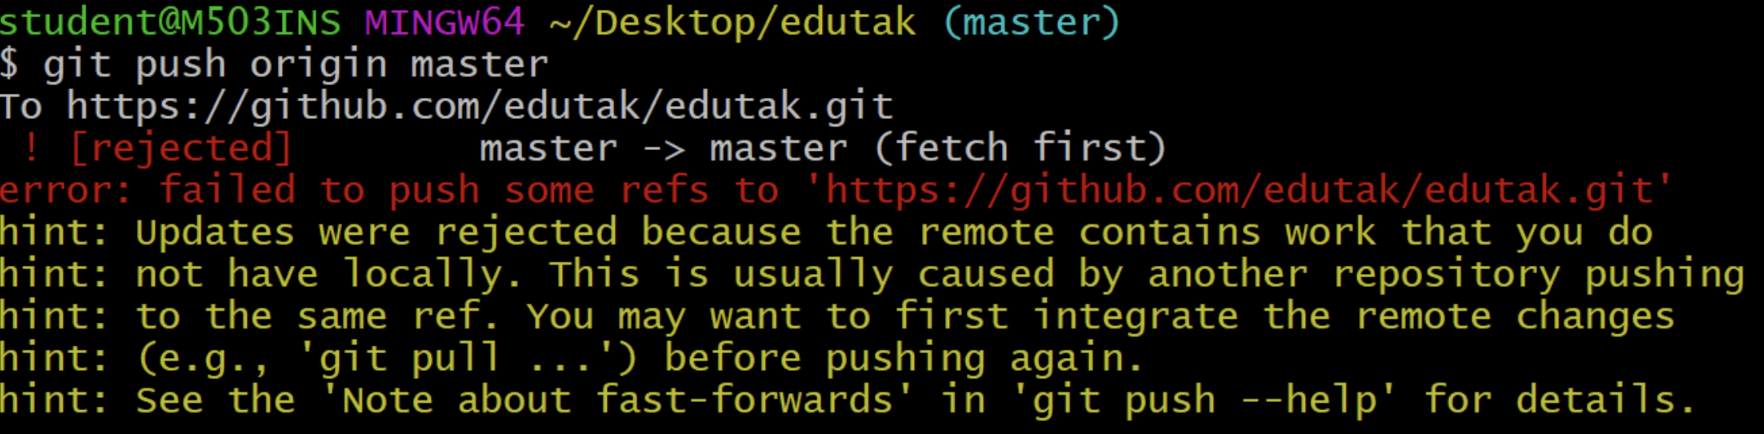 student@M503INS MINGW64 ~/Desktop/edutak (master)
$ git push origin master
To https://github.com/edutak/edutak.git
 ! [rejected]        master -> master (fetch first)
error: failed to push some refs to 'https://github.com/edutak/edutak.git'
hint: Updates were rejected because the remote contains work that you do
hint: not have locally. This is usually caused by another repository pushing
hint: to the same ref. You may want to first integrate the remote changes
hint: (e.g., 'git pull ...') before pushing again.
hint: See the 'Note about fast-forwards' in 'git push --help' for details.